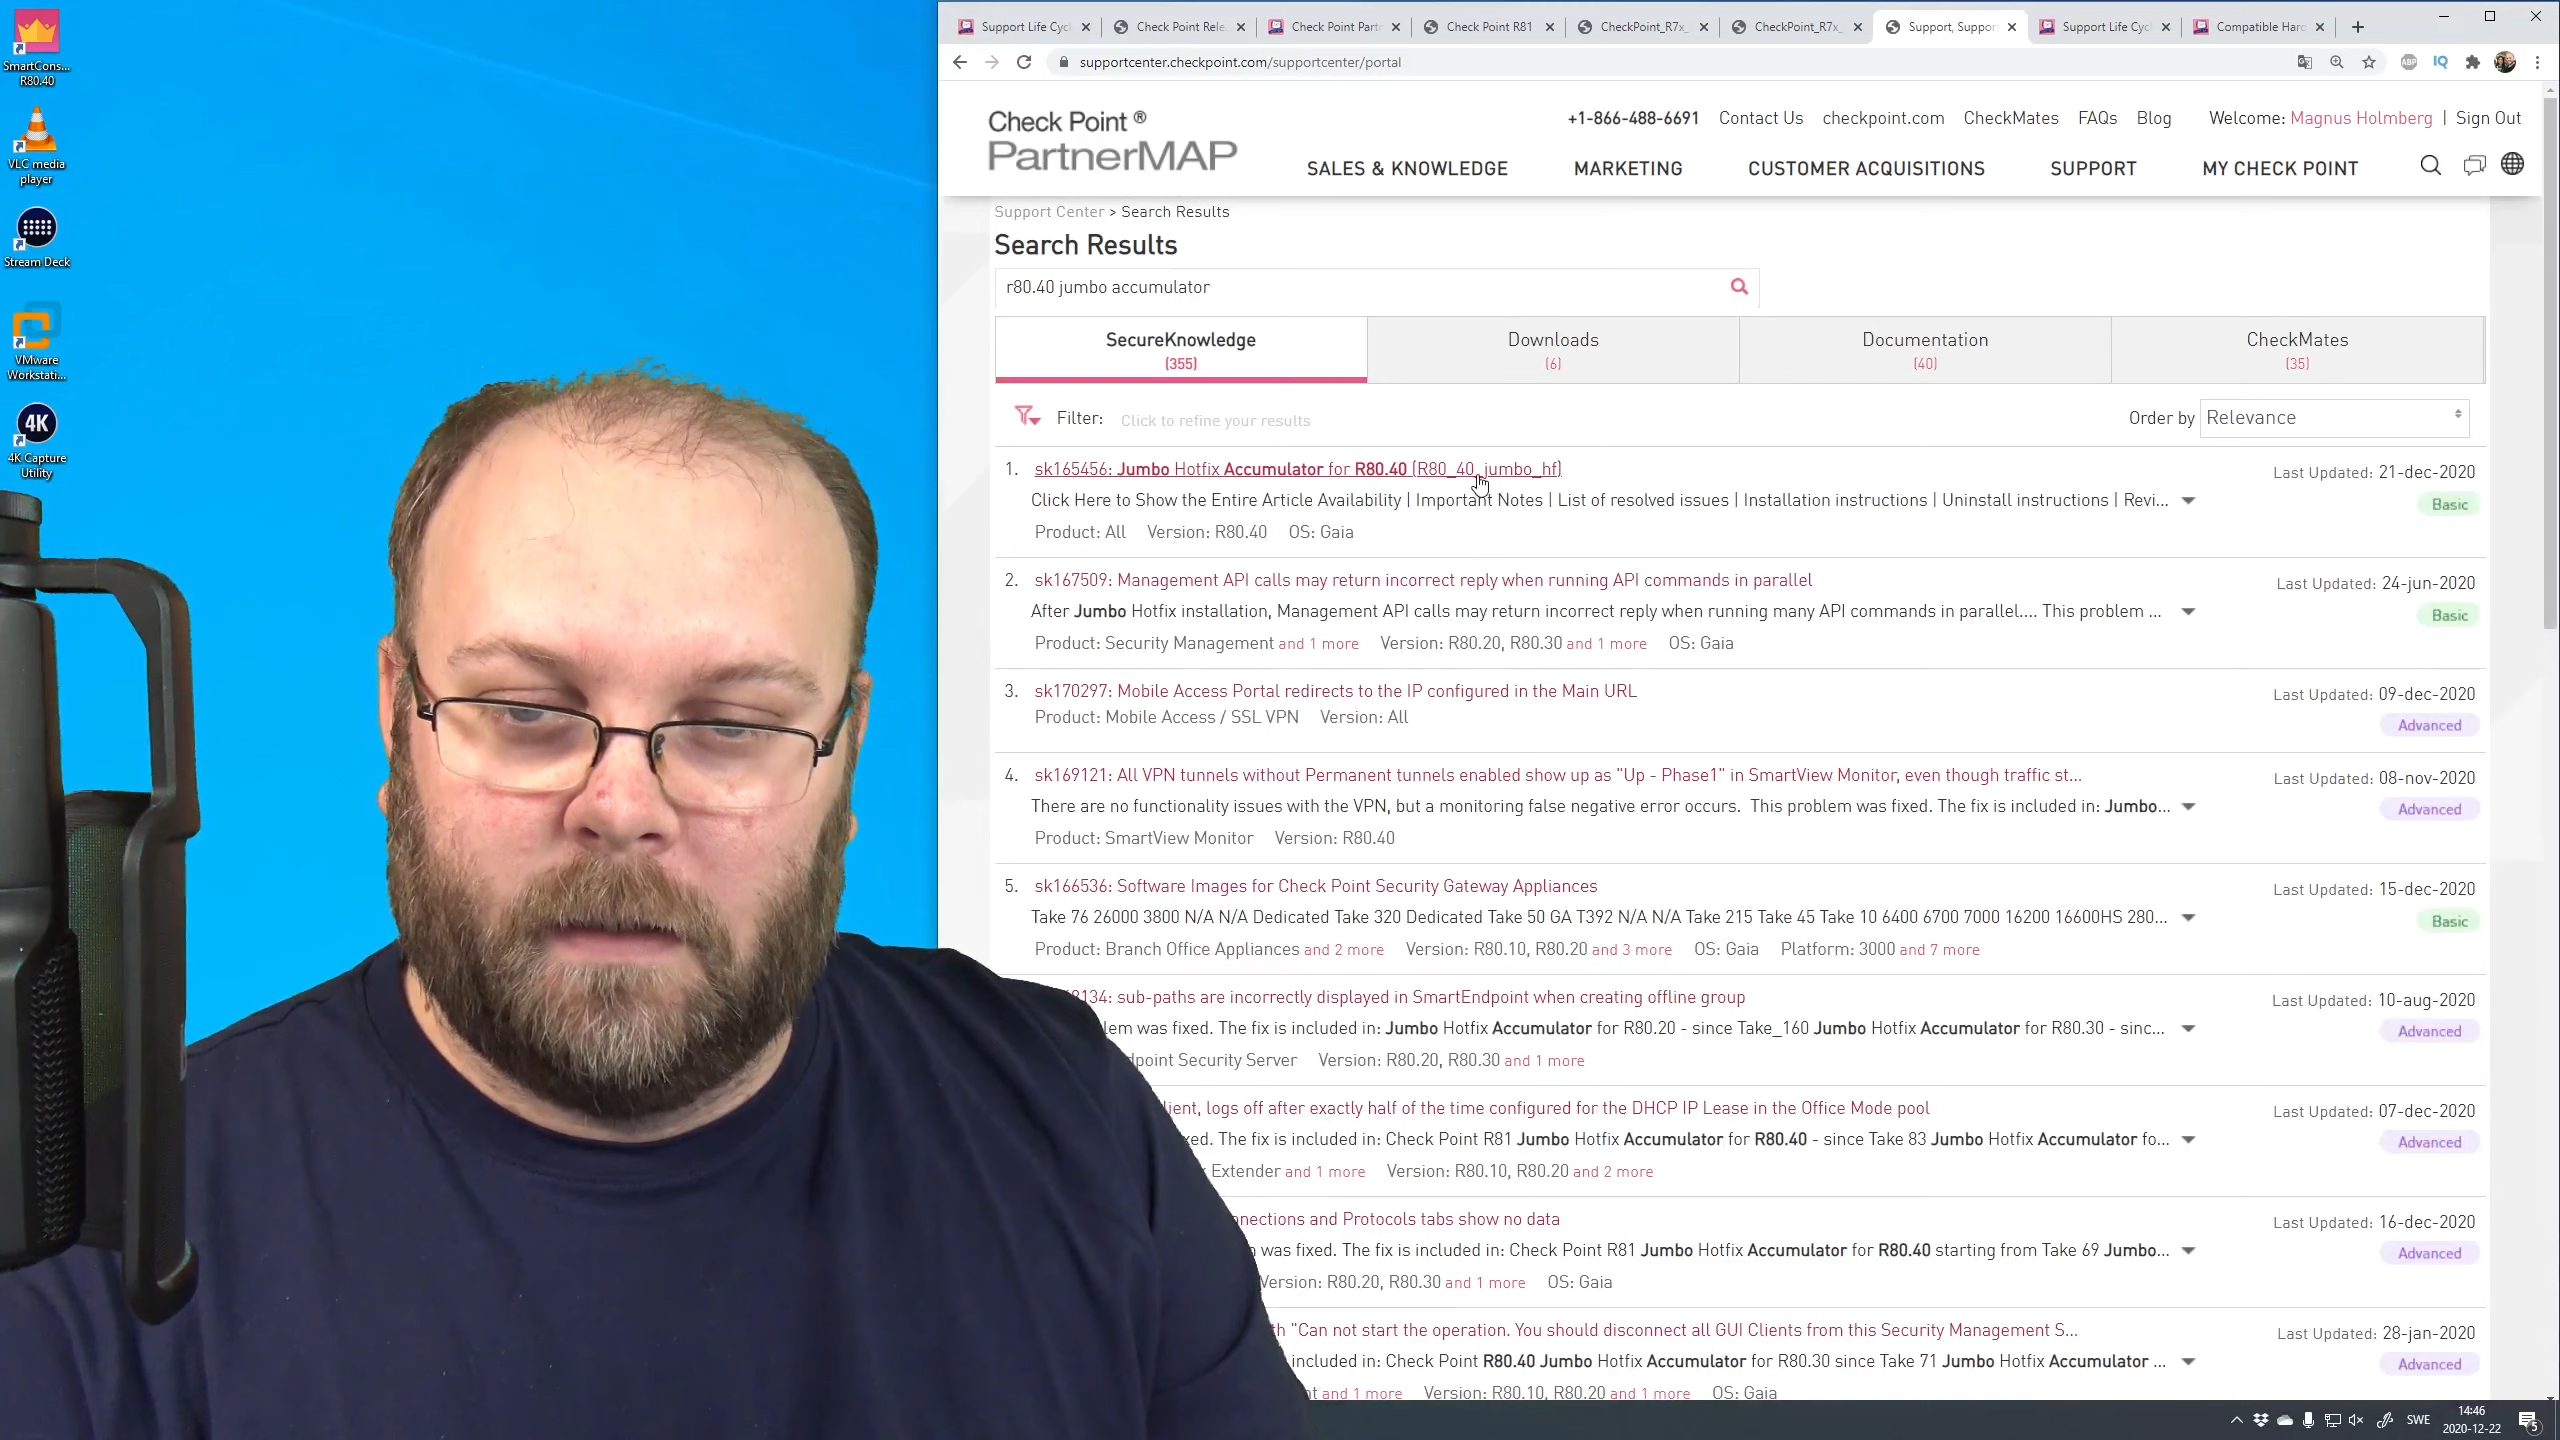 SmartCons...
R80.40
VLC media
player
Stream Deck
VMware
Workstati...
4K
4K Capture
Utility
Support Life Cycl
Check Point Rele
Check Point Part
Check Point R81
CheckPoint_R7x_
CheckPoint_R7x_
Support, Suppor
Support Life Cyc
Compatible Hard
supportcenter.checkpoint.com/supportcenter/portal
ABP
IQ
Check Point ®
PartnerMAP
+1-866-488-6691 Contact Us checkpoint.com CheckMates FAQs Blog Welcome: Magnus Holmberg | Sign Out
SALES & KNOWLEDGE MARKETING CUSTOMER ACQUISITIONS SUPPORT MY CHECK POINT
Support Center > Search Results
Search Results
r80.40 jumbo accumulator
SecureKnowledge
(355)
Downloads
(6)
Documentation
(40)
CheckMates
(35)
Filter: Click to refine your results
Order by Relevance
1. sk165456: Jumbo Hotfix Accumulator for R80.40 (R80_40_jumbo_hf)
Last Updated: 21-dec-2020
Click Here to Show the Entire Article Availability | Important Notes | List of resolved issues | Installation instructions | Uninstall instructions | Revi...
Basic
Product: All Version: R80.40 OS: Gaia
2. sk167509: Management API calls may return incorrect reply when running API commands in parallel
Last Updated: 24-jun-2020
After Jumbo Hotfix installation, Management API calls may return incorrect reply when running many API commands in parallel.... This problem ...
Basic
Product: Security Management and 1 more Version: R80.20, R80.30 and 1 more OS: Gaia
3. sk170297: Mobile Access Portal redirects to the IP configured in the Main URL
Last Updated: 09-dec-2020
Product: Mobile Access / SSL VPN Version: All
Advanced
4. sk169121: All VPN tunnels without Permanent tunnels enabled show up as "Up - Phase1" in SmartView Monitor, even though traffic st...
Last Updated: 08-nov-2020
There are no functionality issues with the VPN, but a monitoring false negative error occurs. This problem was fixed. The fix is included in: Jumbo...
Advanced
Product: SmartView Monitor Version: R80.40
5. sk166536: Software Images for Check Point Security Gateway Appliances
Last Updated: 15-dec-2020
Take 76 26000 3800 N/A N/A Dedicated Take 320 Dedicated Take 50 GA T392 N/A N/A Take 215 Take 45 Take 10 6400 6700 7000 16200 16600HS 280...
Basic
Product: Branch Office Appliances and 2 more Version: R80.10, R80.20 and 3 more OS: Gaia Platform: 3000 and 7 more
134: sub-paths are incorrectly displayed in SmartEndpoint when creating offline group
Last Updated: 10-aug-2020
lem was fixed. The fix is included in: Jumbo Hotfix Accumulator for R80.20 - since Take_160 Jumbo Hotfix Accumulator for R80.30 - sinc...
Advanced
dpoint Security Server Version: R80.20, R80.30 and 1 more
lient, logs off after exactly half of the time configured for the DHCP IP Lease in the Office Mode pool
Last Updated: 07-dec-2020
xed. The fix is included in: Check Point R81 Jumbo Hotfix Accumulator for R80.40 - since Take 83 Jumbo Hotfix Accumulator fo...
Advanced
Extender and 1 more Version: R80.10, R80.20 and 2 more
nnections and Protocols tabs show no data
Last Updated: 16-dec-2020
was fixed. The fix is included in: Check Point R81 Jumbo Hotfix Accumulator for R80.40 starting from Take 69 Jumbo...
Advanced
Version: R80.20, R80.30 and 1 more OS: Gaia
th "Can not start the operation. You should disconnect all GUI Clients from this Security Management S...
Last Updated: 28-jan-2020
included in: Check Point R80.40 Jumbo Hotfix Accumulator for R80.30 since Take 71 Jumbo Hotfix Accumulator ...
Advanced
nt and 1 more Version: R80.10, R80.20 and 1 more OS: Gaia
SWE
14:46
2020-12-22
5